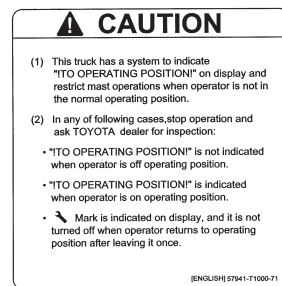 CAUTION
(1) This truck has a system to indicate
"!TO OPERATING POSITION!" on display and
restrict mast operations when operator is not in
the normal operating position.
(2) In any of following cases,stop operation and
ask TOYOTA dealer for inspection:
• "!TO OPERATING POSITION!" is not indicated
when operator is off operating position.
• "!TO OPERATING POSITION!" is indicated
when operator is on operating position.
• Mark is indicated on display, and it is not
turned off when operator returns to operating
position after leaving it once.
[ENGLISH] 57941-T1000-71